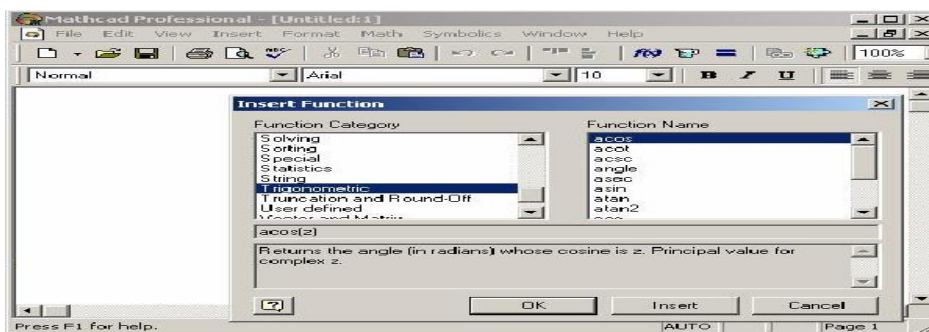 Mathcad Professional - [Untitled:1]
File Edit View Insert Format Math Symbolics Window Help
100%
Normal Arial 10 B I U
Insert Function
Function Category Function Name
Solving
Sorting
Special
Statistics
String
Trigonometric
Truncation and Round-Off
User defined
Vector and Matrix
acos
acot
acsc
angle
asec
asin
atan
atan2
acos(z)
Returns the angle (in radians) whose cosine is z. Principal value for
complex z.
OK Insert Cancel
Press F1 for help. AUTO Page 1